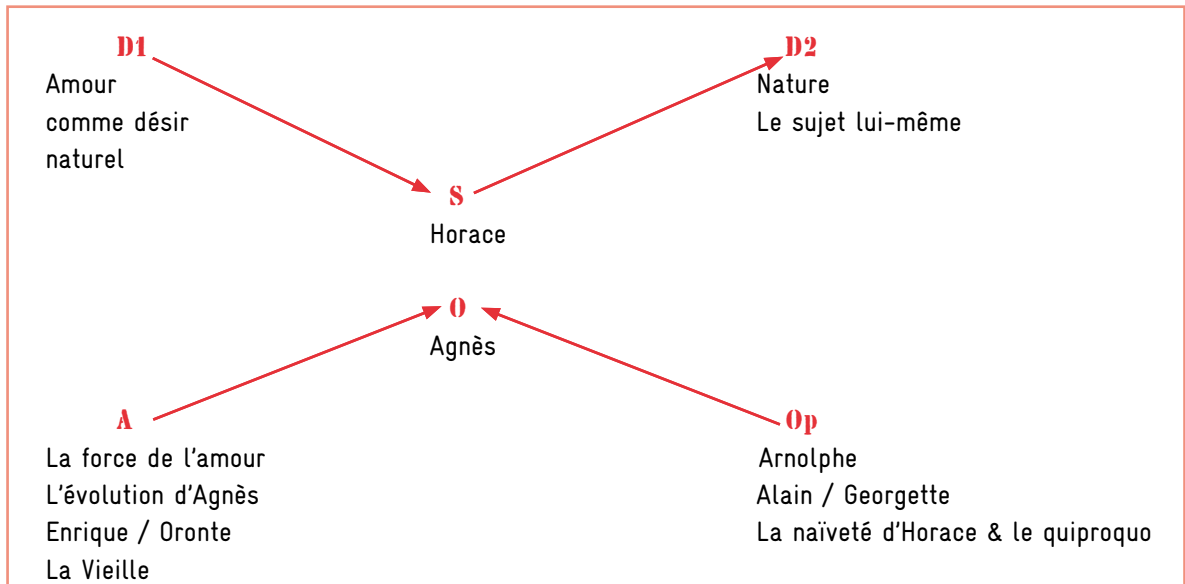 D1
Amour
comme désir
naturel
D2
Nature
Le sujet lui-même
S
Horace
O
Agnès
A
La force de l'amour
L'évolution d'Agnès
Enrique / Oronte
La Vieille
Op
Arnolphe
Alain / Georgette
La naïveté d'Horace & le quiproquo